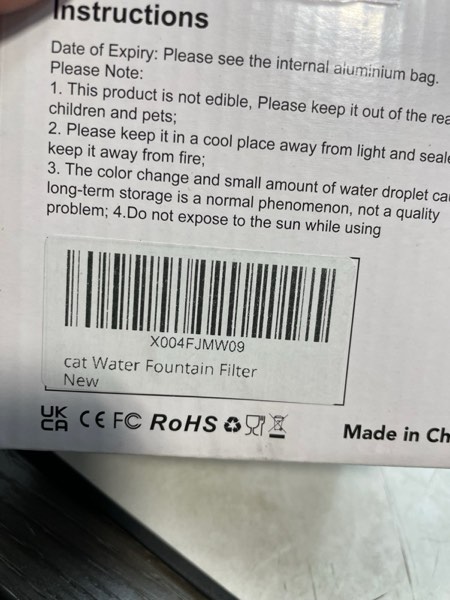 Instructions
Date of Expiry: Please see the internal aluminium bag.
Please Note:
1. This product is not edible, Please keep it out of the
children and pets;
2. Please keep it in a cool place away from light and
keep it away from fire;
3. The color change and small amount of water droplet
long-term storage is a normal phenomenon, not a quality
problem; 4.Do not expose to the sun while using
X004FJMW09
cat Water Fountain Filter
New
UK CA CE FC RoHS
Made in